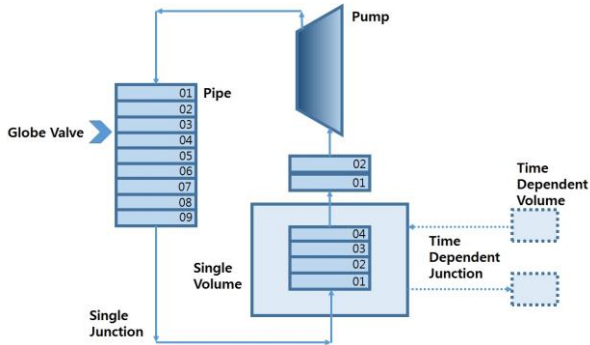 Pump
01
Pipe
02
03
Globe Valve
04
05
06
07
08
09
02
01
Time
Dependent
Volume
04
03
02
01
Single
Volume
Time
Dependent
Junction
Single
Junction